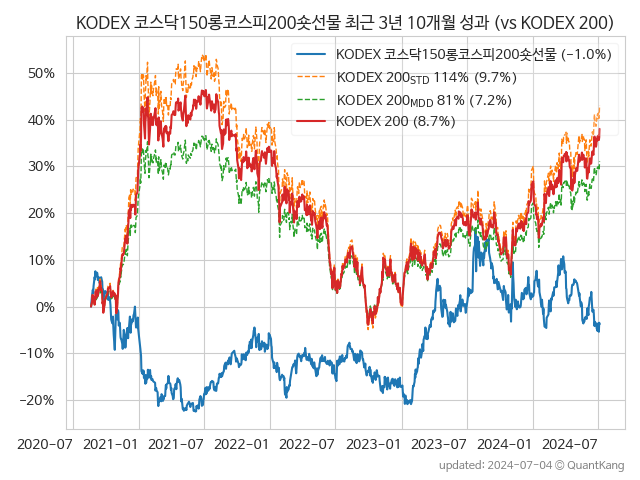 KODEX 코스닥150롱코스피200숏선물 최근 3년 10개월 성과 (vs KODEX 200)
KODEX 코스닥150롱코스피200숏선물 (−1.0%)
KODEX 200STD 114% (9.7%)
KODEX 200MDD 81% (7.2%)
KODEX 200 (8.7%)
50%
40%
30%
20%
10%
0%
−10%
−20%
2020-07 2021-01 2021-07 2022-01 2022-07 2023-01 2023-07 2024-01 2024-07
updated: 2024-07-04 © QuantKang